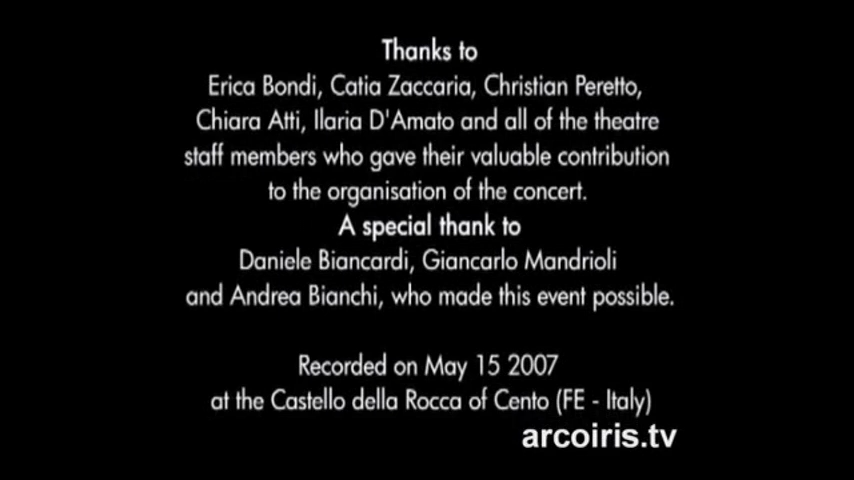 Thanks to
Erica Bondi, Catia Zaccaria, Christian Peretto,
Chiara Atti, Ilaria D'Amato and all of the theatre
staff members who gave their valuable contribution
to the organisation of the concert.
A special thank to
Daniele Biancardi, Giancarlo Mandrioli
and Andrea Bianchi, who made this event possible.
Recorded on May 15 2007
at the Castello della Rocca of Cento (FE - Italy)
arcoiris.tv